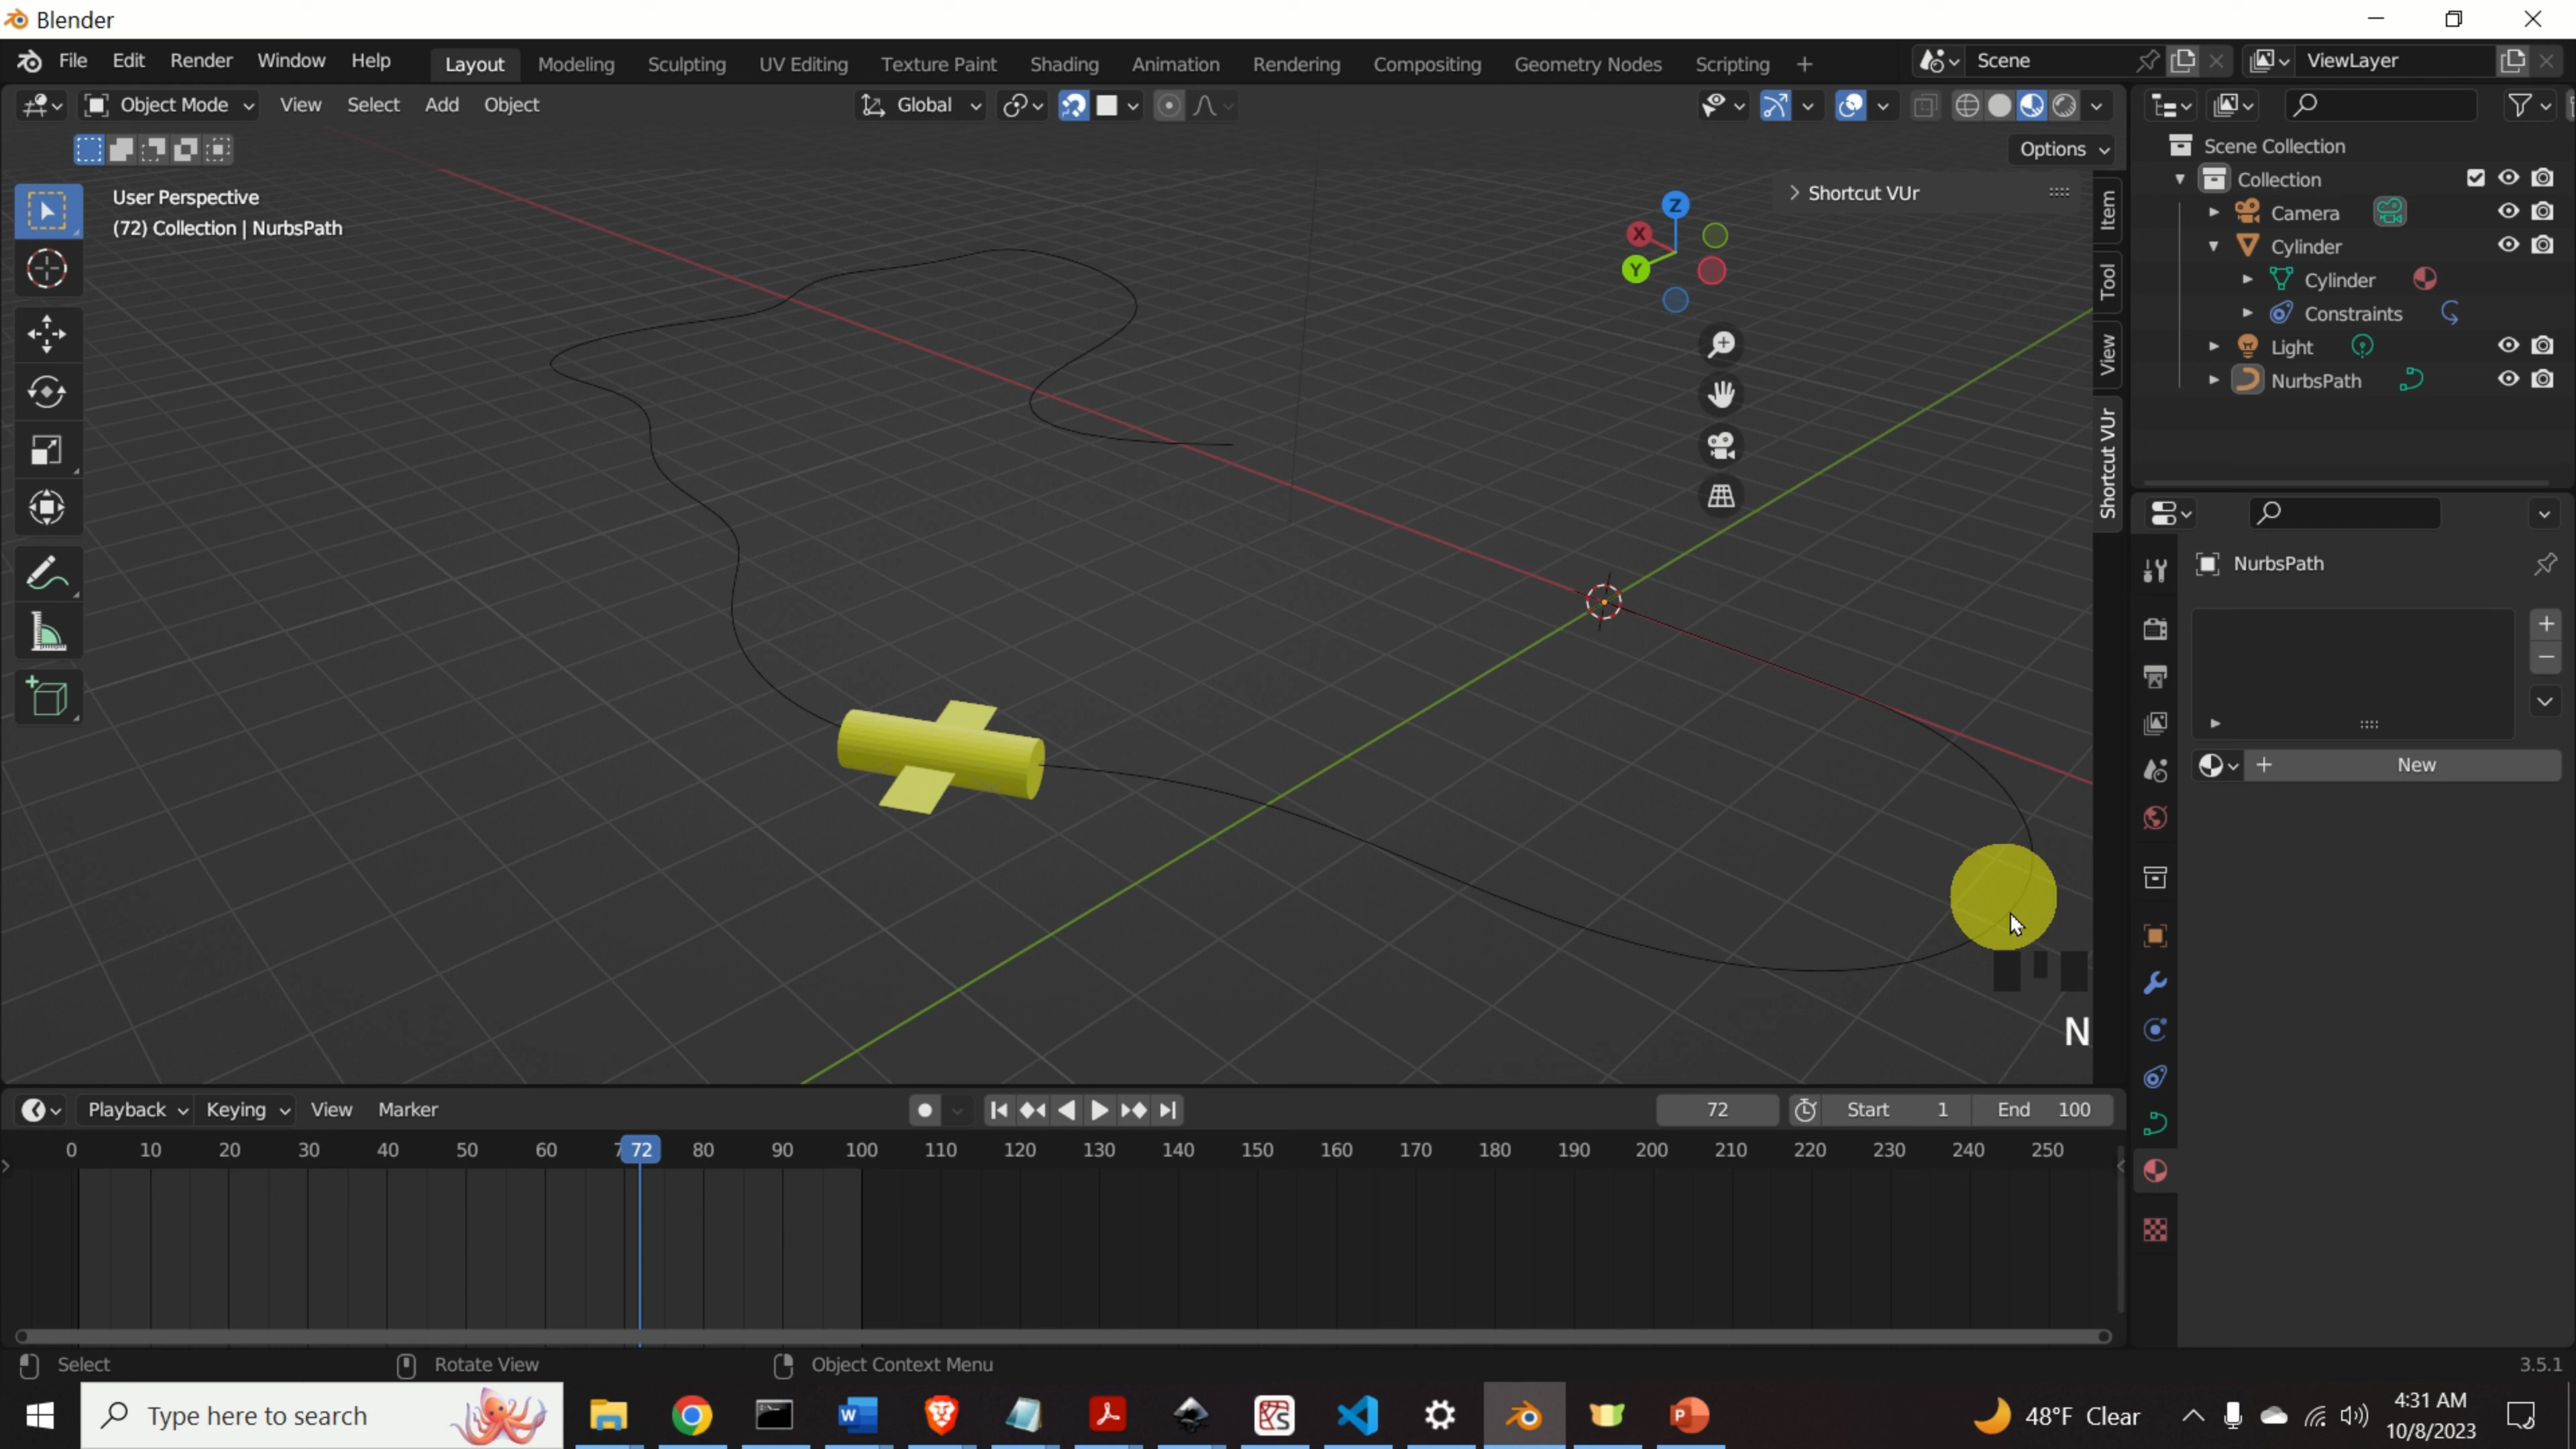 Blender
File Edit Render Window Help Layout Modeling Sculpting UV Editing Texture Paint Shading Animation Rendering Compositing Geometry Nodes Scripting + Scene ViewLayer
Object Mode View Select Add Object Global
Options
User Perspective
(72) Collection | NurbsPath
Shortcut VUr
Z
X
Y
Item
Tool
View
Shortcut VUr
Scene Collection
Collection
Camera
Cylinder
Cylinder
Constraints
Light
NurbsPath
NurbsPath
New
N
Playback Keying View Marker 72 Start 1 End 100
0 10 20 30 40 50 60 72 80 90 100 110 120 130 140 150 160 170 180 190 200 210 220 230 240 250
Select Rotate View Object Context Menu 3.5.1
Type here to search 48°F Clear 4:31 AM
10/8/2023